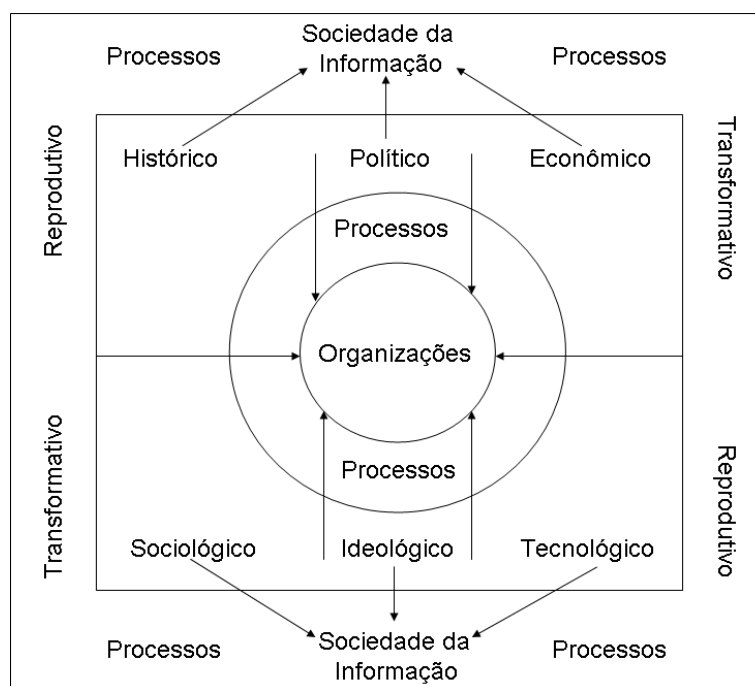 Processos
Sociedade da
Informação
Processos
Reprodutivo
Transformativo
Histórico
Político
Econômico
Processos
Organizações
Processos
Transformativo
Reprodutivo
Sociológico
Ideológico
Tecnológico
Processos
Sociedade da
Informação
Processos